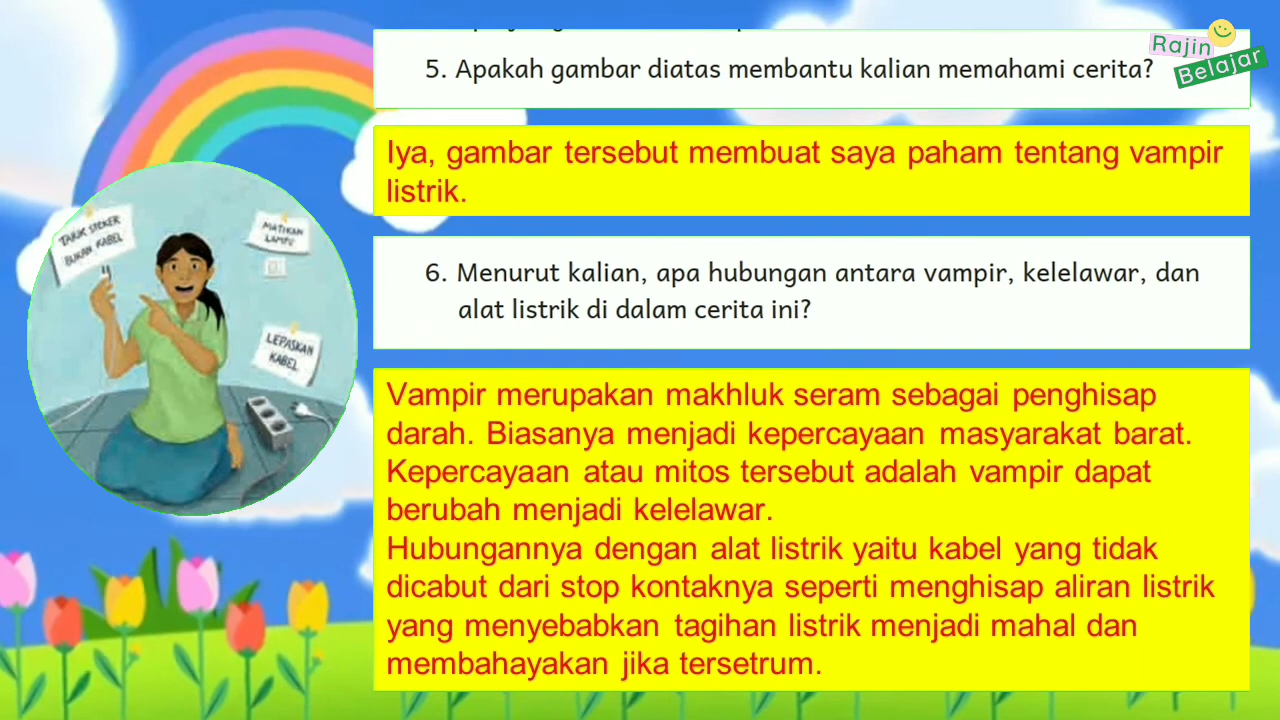 5. Apakah gambar diatas membantu kalian memahami cerita?
Rajin
Belajar
Iya, gambar tersebut membuat saya paham tentang vampir
listrik.
TARIK STEKER
BUKAN KABEL
MATIKAN
LAMPU
LEPASKAN
KABEL
6. Menurut kalian, apa hubungan antara vampir, kelelawar, dan
alat listrik di dalam cerita ini?
Vampir merupakan makhluk seram sebagai penghisap
darah. Biasanya menjadi kepercayaan masyarakat barat.
Kepercayaan atau mitos tersebut adalah vampir dapat
berubah menjadi kelelawar.
Hubungannya dengan alat listrik yaitu kabel yang tidak
dicabut dari stop kontaknya seperti menghisap aliran listrik
yang menyebabkan tagihan listrik menjadi mahal dan
membahayakan jika tersetrum.